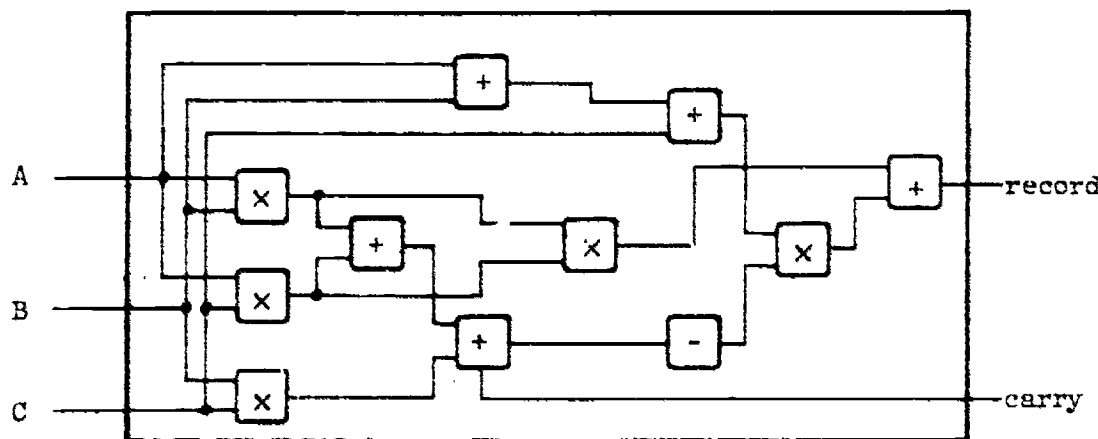 +
+
A
×
+
record
+
×
×
B
×
+
-
C
×
carry